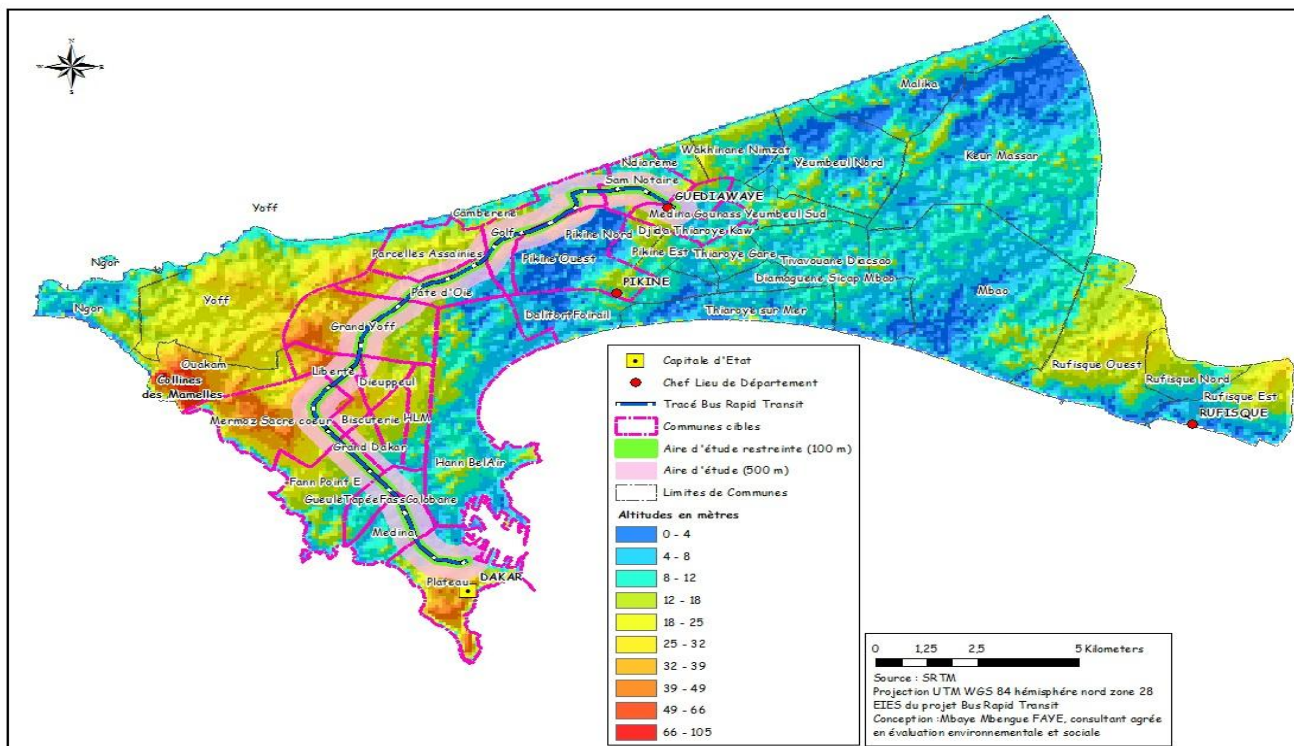 N
W E
S
Malika
Wakhinane Nimzat
Ndiarème
Yeumbeul Nord
Keur Massar
Sam Notaire
GUEDIAWAYE
Yoff
Camberene
Medina Gounass Yeumbeul Sud
Golf
Pikine Nord
Djida Thiaroye Kaw
Parcelles Assainies
Pikine Est
Thiaroye Gare
Pikine Ouest
Tivavouane Diacsao
Ngor
Diamaguene Sicap Mbao
Yoff
Pate d'Oie
PIKINE
Mbao
Ngor
Dalifort Foirail
Thiaroye sur Mer
Grand Yoff
Ouakam
Rufisque Ouest
Collines
des Mamelles
Liberte
Dieuppeul
Rufisque Nord
Rufisque Est
RUFISQUE
Mermoz Sacre coeur
Biscuterie
HLM
Grand Dakar
Hann Bel Air
Fann Point E
Gueule Tapée Fass Colobane
Medina
Plateau
DAKAR
Capitale d'Etat
Chef Lieu de Département
Tracé Bus Rapid Transit
Communes cibles
Aire d'étude restreinte (100 m)
Aire d'étude (500 m)
Limites de Communes
Altitudes en mètres
0 - 4
4 - 8
8 - 12
12 - 18
18 - 25
25 - 32
32 - 39
39 - 49
49 - 66
66 - 105
0 1,25 2,5 5 Kilometers
Source : SRTM
Projection UTM WGS 84 hémisphére nord zone 28
EIES du projet Bus Rapid Transit
Conception :Mbaye Mbengue FAYE, consultant agrée
en évaluation environnementale et sociale